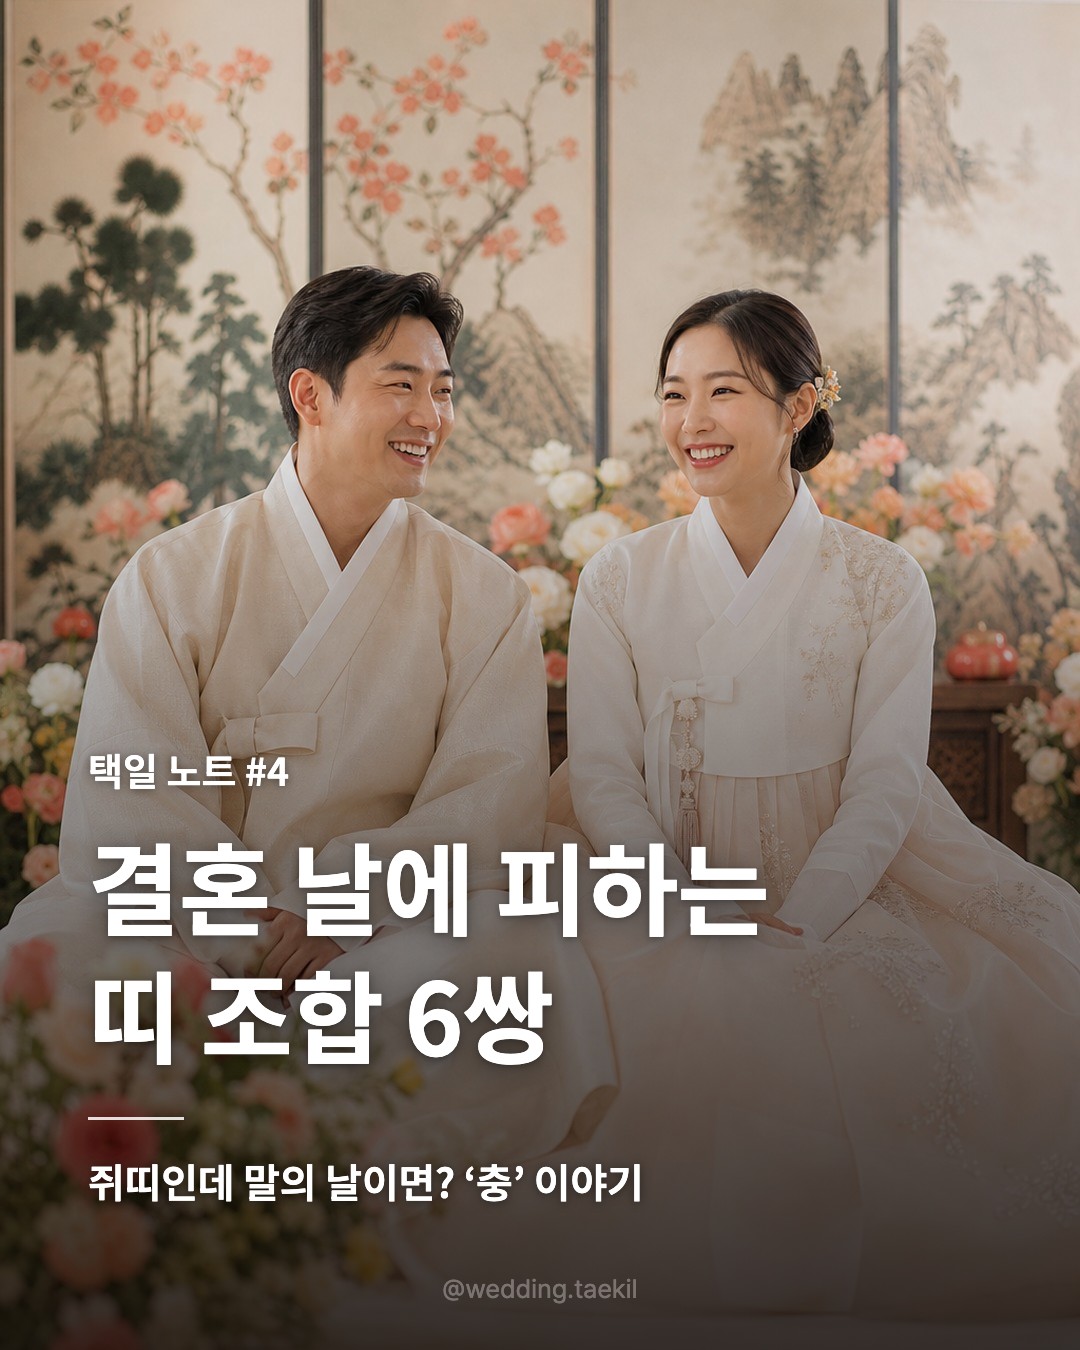 택일 노트 #4
결혼 날에 피하는
띠 조합 6쌍
쥐띠인데 말의 날이면? ‘충’ 이야기
@wedding.taekil